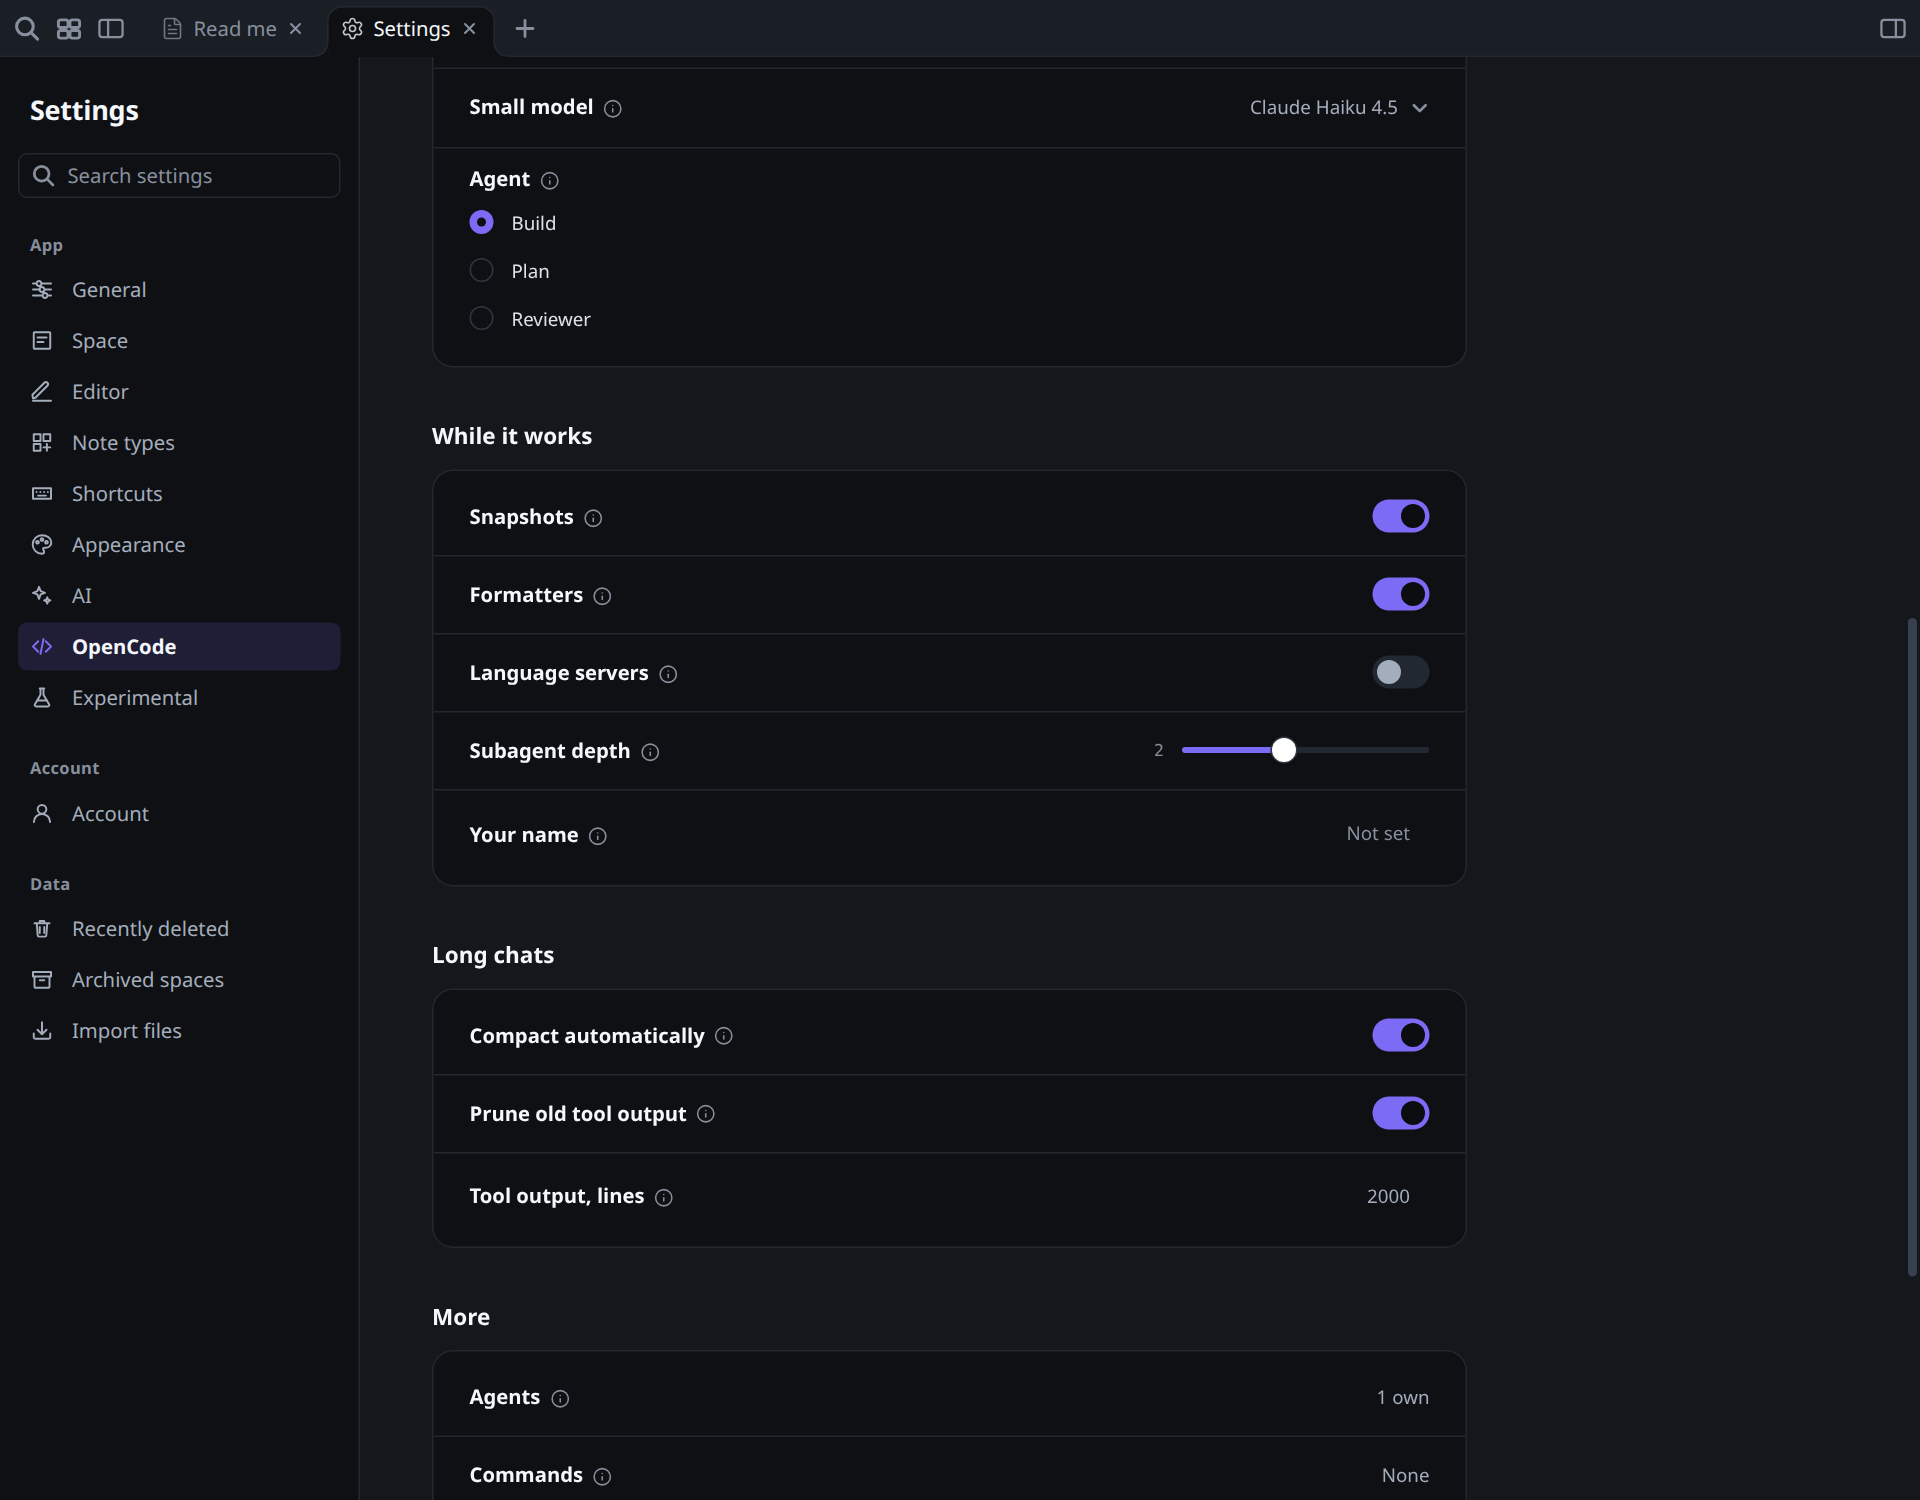 Read me
Settings
Settings
Search settings
App
General
Space
Editor
Note types
Shortcuts
Appearance
AI
OpenCode
Experimental
Account
Account
Data
Recently deleted
Archived spaces
Import files
Small model
Claude Haiku 4.5
Agent
Build
Plan
Reviewer
While it works
Snapshots
Formatters
Language servers
Subagent depth
2
Your name
Not set
Long chats
Compact automatically
Prune old tool output
Tool output, lines
2000
More
Agents
1 own
Commands
None